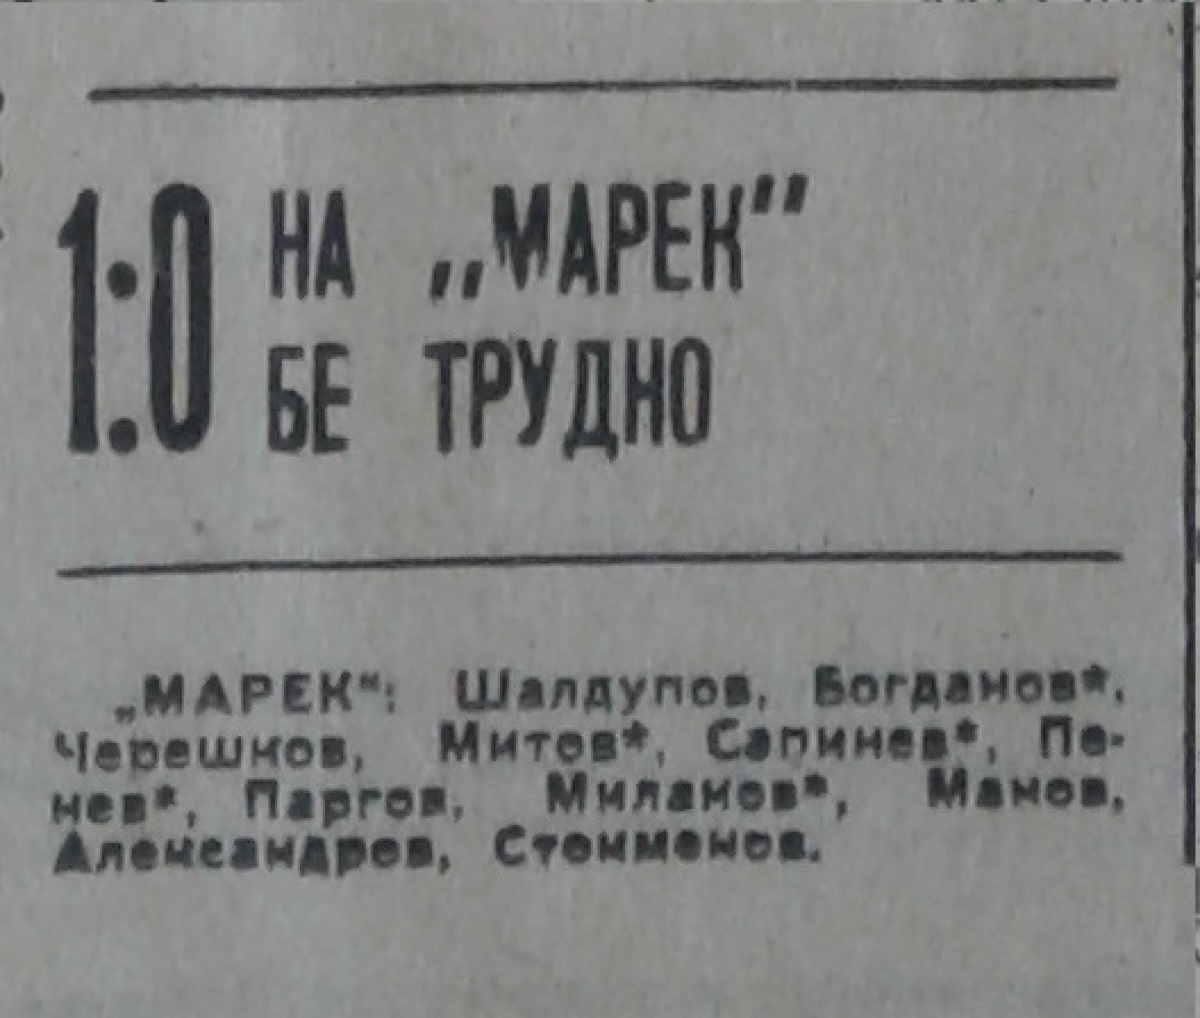 1:0 НА „МАРЕК“
БЕ ТРУДНО
„МАРЕК“: Шалдупов, Богданов*,
Черешков, Митов*, Сапинев*, Пе-
нев*, Паргов, Миланов*, Манов,
Александров, Стоименов.